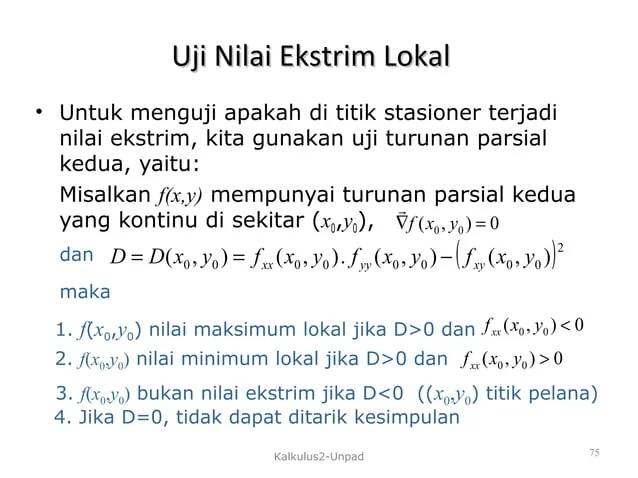 Uji Nilai Ekstrim Lokal
• Untuk menguji apakah di titik stasioner terjadi
nilai ekstrim, kita gunakan uji turunan parsial
kedua, yaitu:
Misalkan f(x,y) mempunyai turunan parsial kedua
yang kontinu di sekitar (x₀,y₀), ∇⃗f (x₀, y₀) = 0
dan D = D(x₀, y₀) = fₓₓ(x₀, y₀). f_yy(x₀, y₀) − (f_xy(x₀, y₀))²
maka
1. f(x₀,y₀) nilai maksimum lokal jika D>0 dan fₓₓ(x₀, y₀) < 0
2. f(x₀,y₀) nilai minimum lokal jika D>0 dan fₓₓ(x₀, y₀) > 0
3. f(x₀,y₀) bukan nilai ekstrim jika D<0 ((x₀,y₀) titik pelana)
4. Jika D=0, tidak dapat ditarik kesimpulan
Kalkulus2-Unpad 75